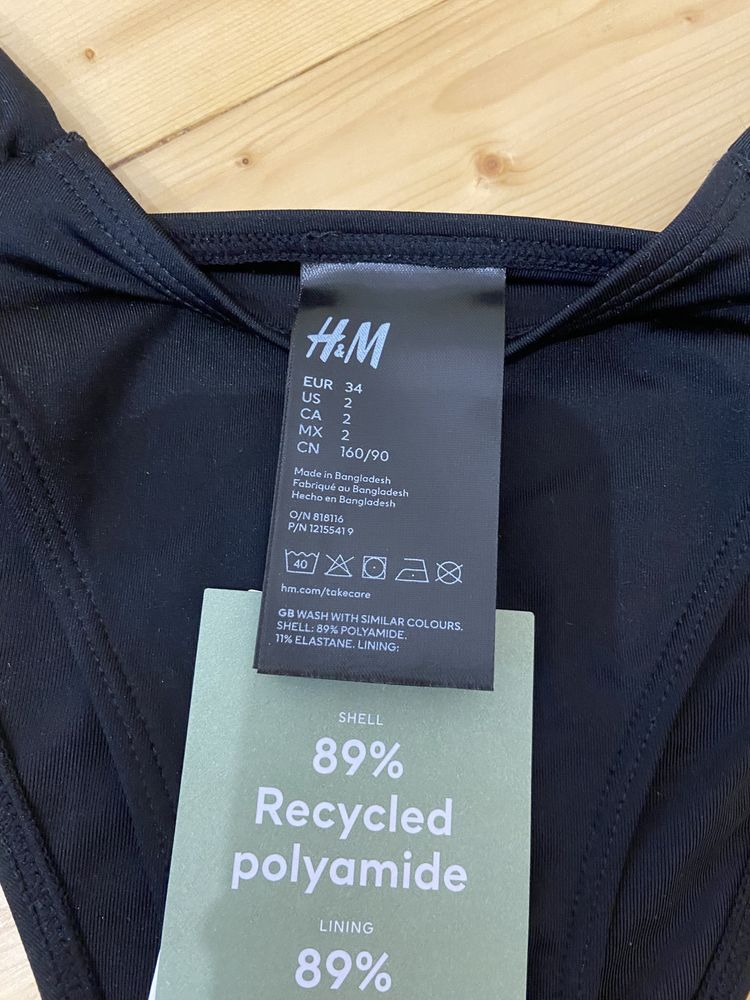 H&M
EUR 34
US 2
CA 2
MX 2
CN 160/90
Made in Bangladesh
Fabriqué au Bangladesh
Hecho en Bangladesh
O/N 818116
P/N 1215541 9
40
hm.com/takecare
GB WASH WITH SIMILAR COLOURS.
SHELL: 89% POLYAMIDE.
11% ELASTANE. LINING:
SHELL
89%
Recycled
polyamide
LINING
89%